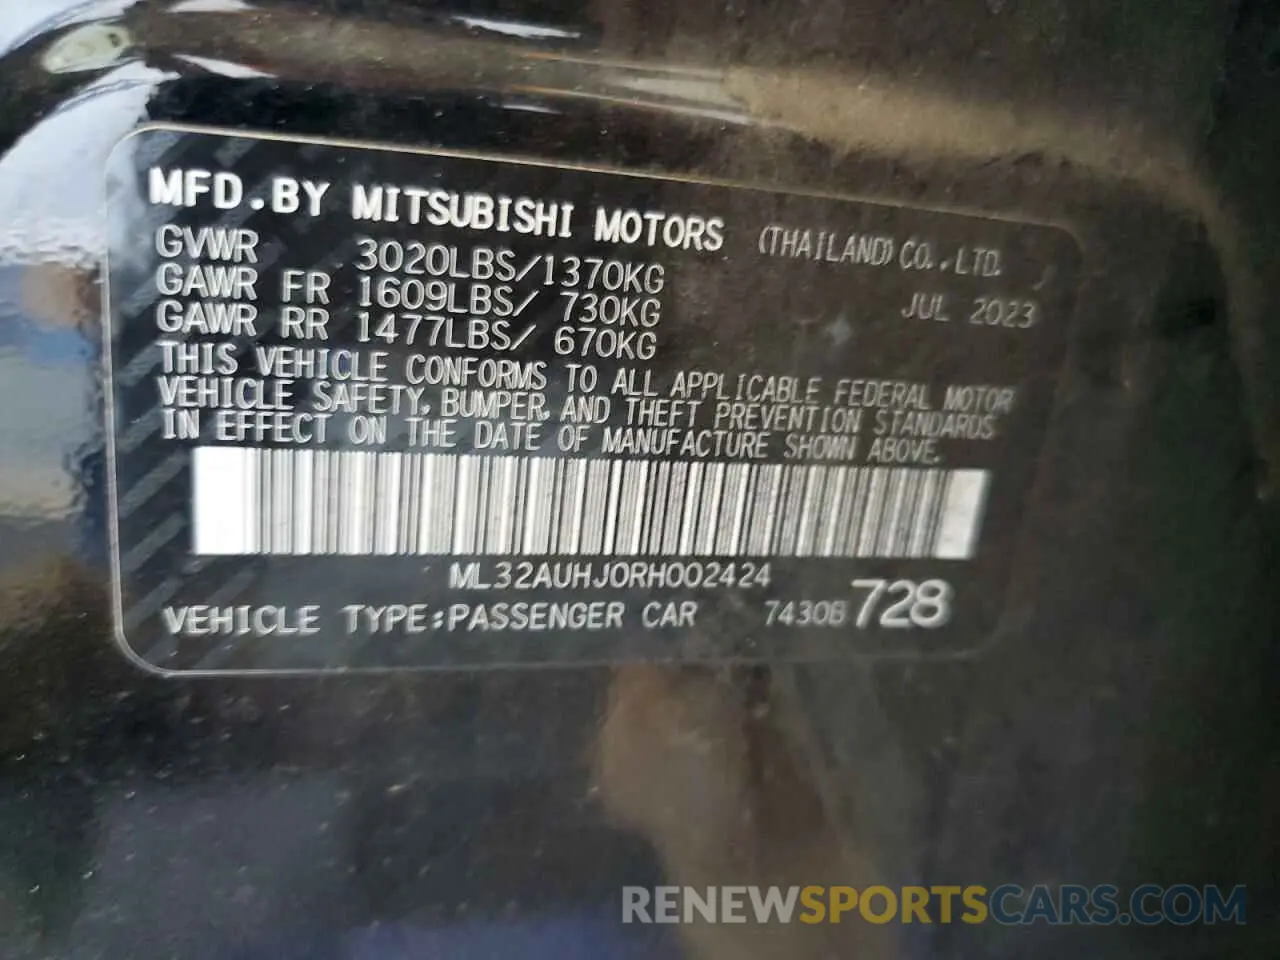 MFD.BY MITSUBISHI MOTORS (THAILAND) CO.,LTD.
GVWR 3020LBS/1370KG JUL 2023
GAWR FR 1609LBS/ 730KG
GAWR RR 1477LBS/ 670KG
THIS VEHICLE CONFORMS TO ALL APPLICABLE FEDERAL MOTOR
VEHICLE SAFETY, BUMPER, AND THEFT PREVENTION STANDARDS
IN EFFECT ON THE DATE OF MANUFACTURE SHOWN ABOVE.
ML32AUHJ0RH002424
VEHICLE TYPE:PASSENGER CAR 7430B 728
RENEWSPORTSCARS.COM